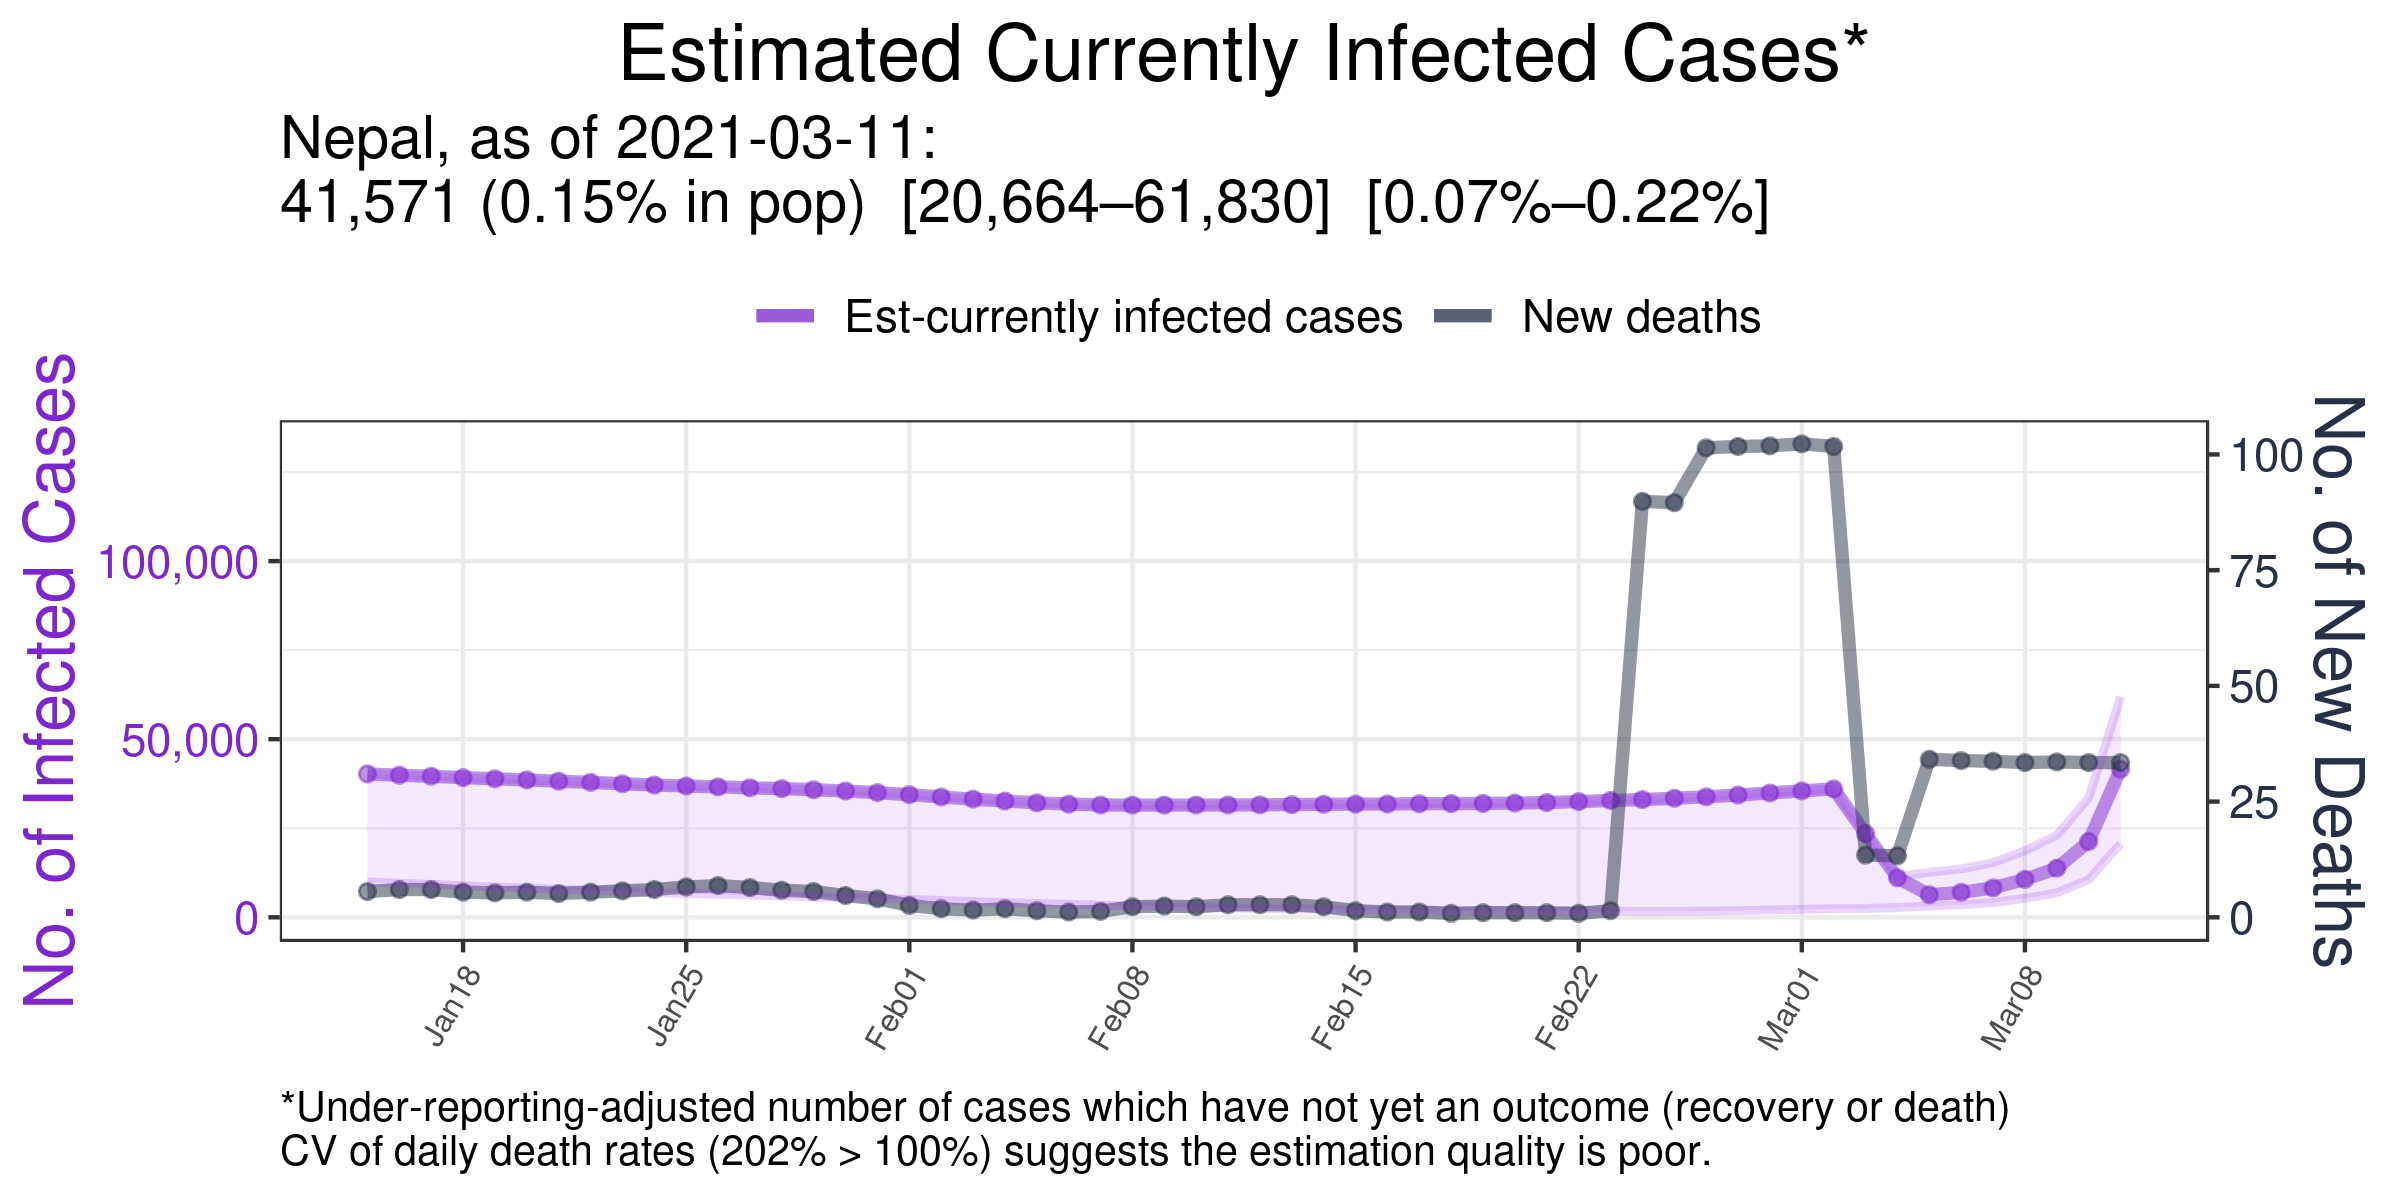 Estimated Currently Infected Cases*
Nepal, as of 2021-03-11:
41,571 (0.15% in pop) [20,664–61,830] [0.07%–0.22%]
Est-currently infected cases
New deaths
No. of Infected Cases
100,000
50,000
0
No. of New Deaths
100
75
50
25
0
Jan18
Jan25
Feb01
Feb08
Feb15
Feb22
Mar01
Mar08
*Under-reporting-adjusted number of cases which have not yet an outcome (recovery or death)
CV of daily death rates (202% > 100%) suggests the estimation quality is poor.